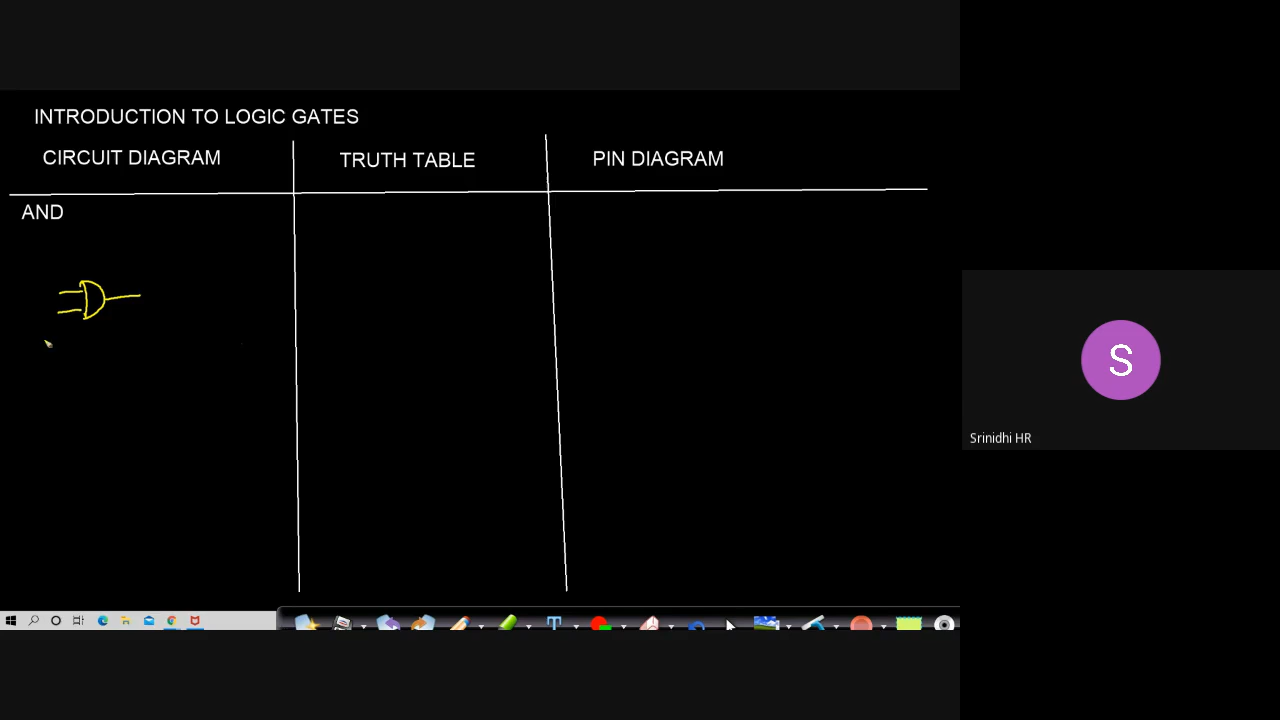 INTRODUCTION TO LOGIC GATES
CIRCUIT DIAGRAM
TRUTH TABLE
PIN DIAGRAM
AND
S
Srinidhi HR